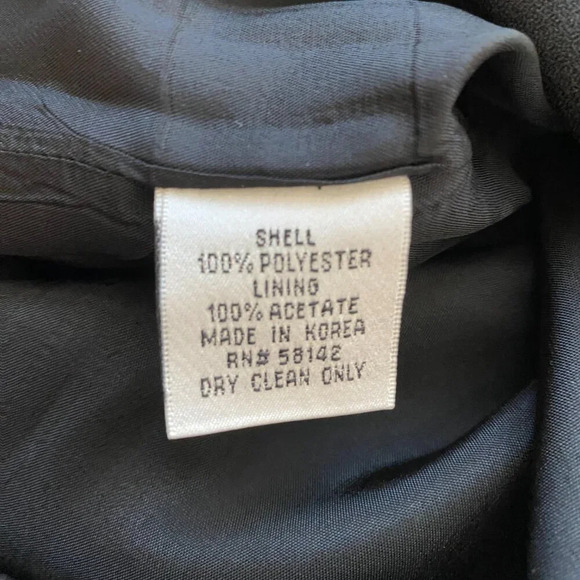 SHELL
100% POLYESTER
LINING
100% ACETATE
MADE IN KOREA
RN# 58142
DRY CLEAN ONLY